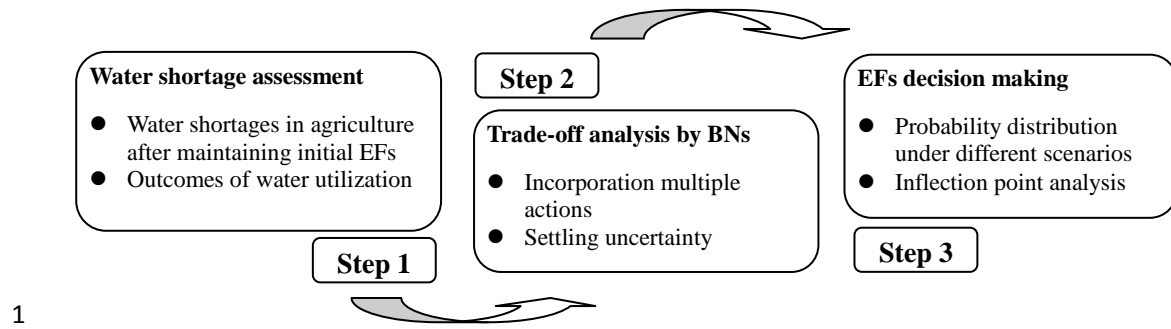 Water shortage assessment
● Water shortages in agriculture
after maintaining initial EFs
● Outcomes of water utilization
Step 1
Step 2
Trade-off analysis by BNs
● Incorporation multiple
actions
● Settling uncertainty
EFs decision making
● Probability distribution
under different scenarios
● Inflection point analysis
Step 3
1